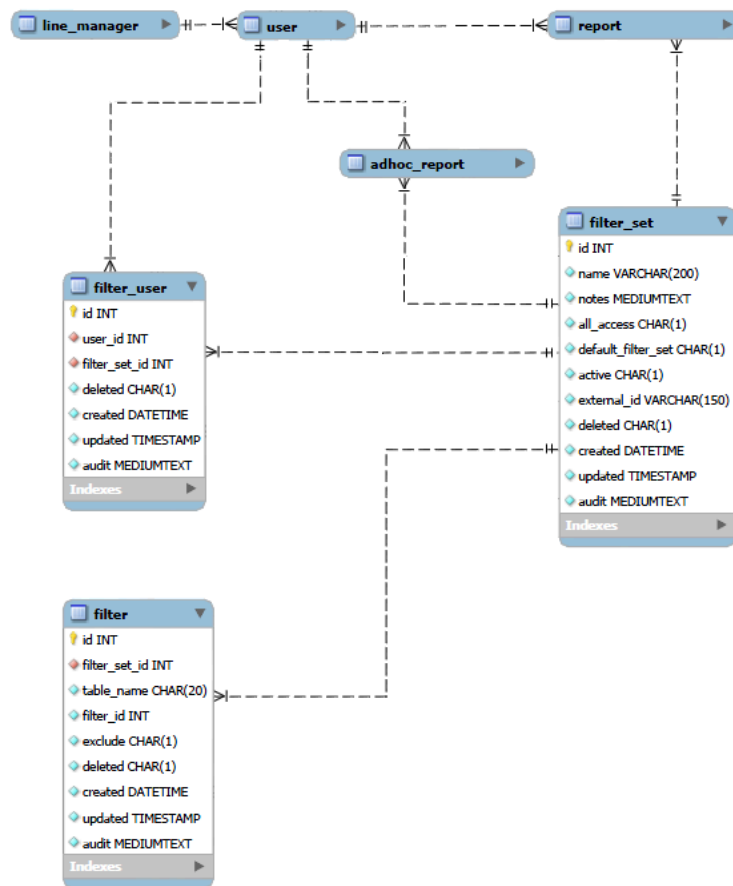 line_manager
user
report
adhoc_report
filter_set
id INT
name VARCHAR(200)
notes MEDIUMTEXT
all_access CHAR(1)
default_filter_set CHAR(1)
active CHAR(1)
external_id VARCHAR(150)
deleted CHAR(1)
created DATETIME
updated TIMESTAMP
audit MEDIUMTEXT
Indexes
filter_user
id INT
user_id INT
filter_set_id INT
deleted CHAR(1)
created DATETIME
updated TIMESTAMP
audit MEDIUMTEXT
Indexes
filter
id INT
filter_set_id INT
table_name CHAR(20)
filter_id INT
exclude CHAR(1)
deleted CHAR(1)
created DATETIME
updated TIMESTAMP
audit MEDIUMTEXT
Indexes